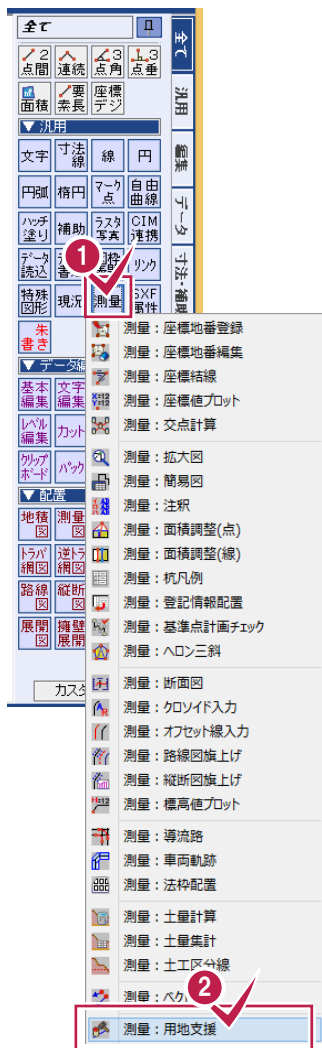 全て
全て
汎用
編集
データ
寸法・補助
2点間 連続 3点角 3点垂
面積 要素長 座標デジ
▼ 汎用
文字 寸法線 線 円
円弧 楕円 マーク点 自由曲線
ハッチ塗り 補助 ラスタ写真 CIM連携
データ読込 リンク
特殊図形 現況 測量 SXF属性
朱書き
1
▼ データ編
基本編集 文字編集
レベル編集 カット
クリップボード パック
▼ 配置
地積図 測量図
トラバ網図 逆トラ網図
路線図 縦断図
展開図 擁壁展開
カスタ
測量：座標地番登録
測量：座標地番編集
測量：座標結線
測量：座標値プロット
測量：交点計算
測量：拡大図
測量：簡易図
測量：注釈
測量：面積調整(点)
測量：面積調整(線)
測量：杭凡例
測量：登記情報配置
測量：基準点計画チェック
測量：ヘロン三斜
測量：断面図
測量：クロソイド入力
測量：オフセット線入力
測量：路線図旗上げ
測量：縦断図旗上げ
測量：標高値プロット
測量：導流路
測量：車両軌跡
測量：法枠配置
測量：土量計算
測量：土量集計
測量：土工区分線
測量：ベク
2
測量：用地支援